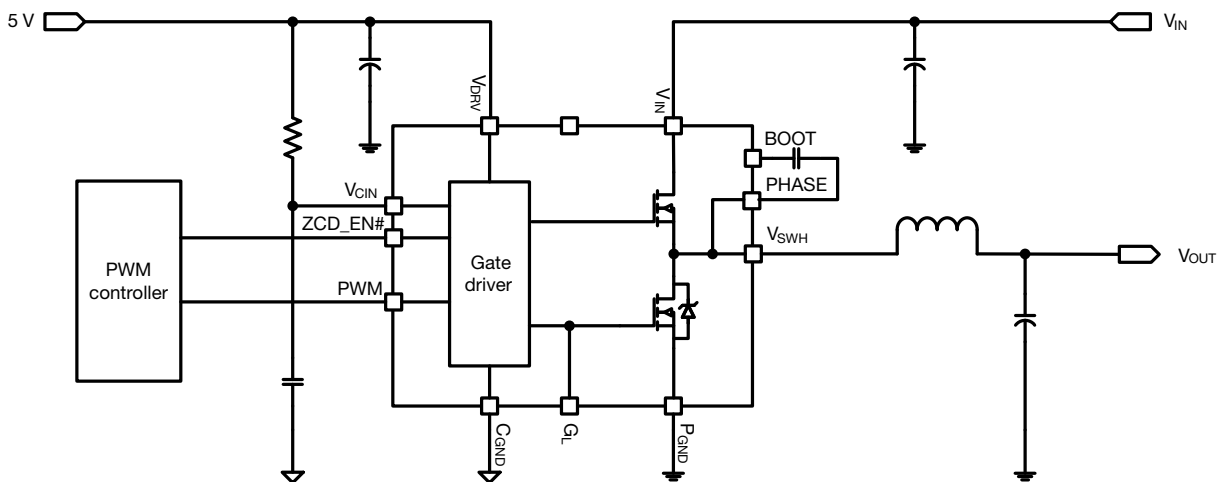 5 V
VIN
VDRV
VIN
BOOT
PHASE
VCIN
ZCD_EN#
VSWH
VOUT
PWM
controller
Gate
driver
PWM
CGND
GL
PGND